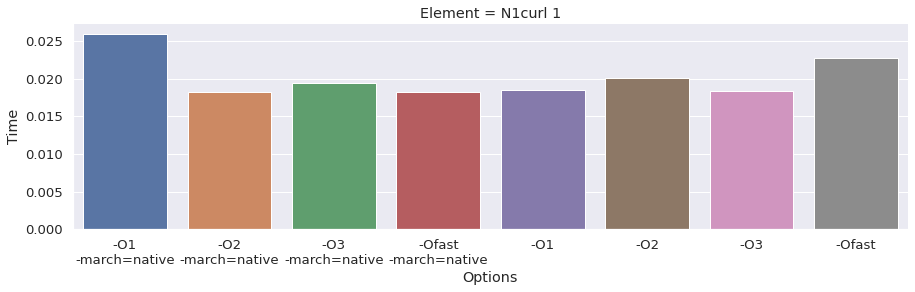 Element = N1curl 1
Time
0.025
0.020
0.015
0.010
0.005
0.000
-O1 -O2 -O3 -Ofast -O1 -O2 -O3 -Ofast
-march=native -march=native -march=native -march=native
Options